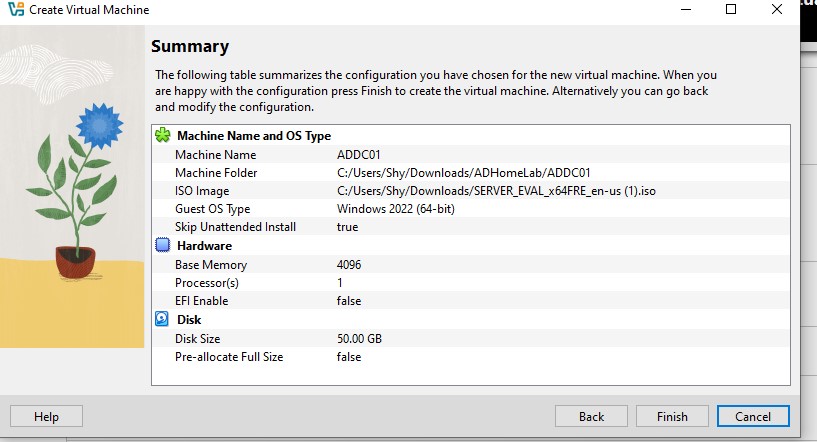 Create Virtual Machine
Summary
The following table summarizes the configuration you have chosen for the new virtual machine. When you
are happy with the configuration press Finish to create the virtual machine. Alternatively you can go back
and modify the configuration.
Machine Name and OS Type
Machine Name ADDC01
Machine Folder C:/Users/Shy/Downloads/ADHomeLab/ADDC01
ISO Image C:/Users/Shy/Downloads/SERVER_EVAL_x64FRE_en-us (1).iso
Guest OS Type Windows 2022 (64-bit)
Skip Unattended Install true
Hardware
Base Memory 4096
Processor(s) 1
EFI Enable false
Disk
Disk Size 50.00 GB
Pre-allocate Full Size false
Help Back Finish Cancel